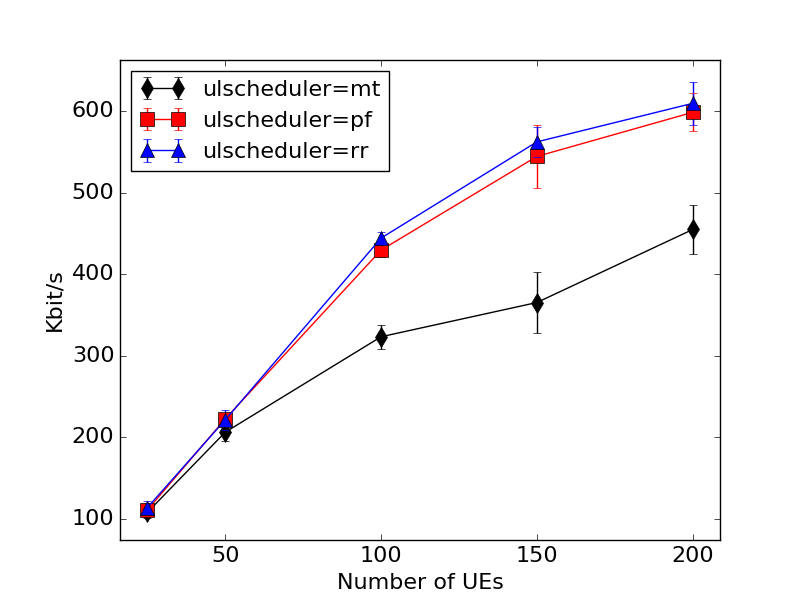 ulscheduler=mt
ulscheduler=pf
ulscheduler=rr
600
500
400
300
200
100
Kbit/s
50 100 150 200
Number of UEs